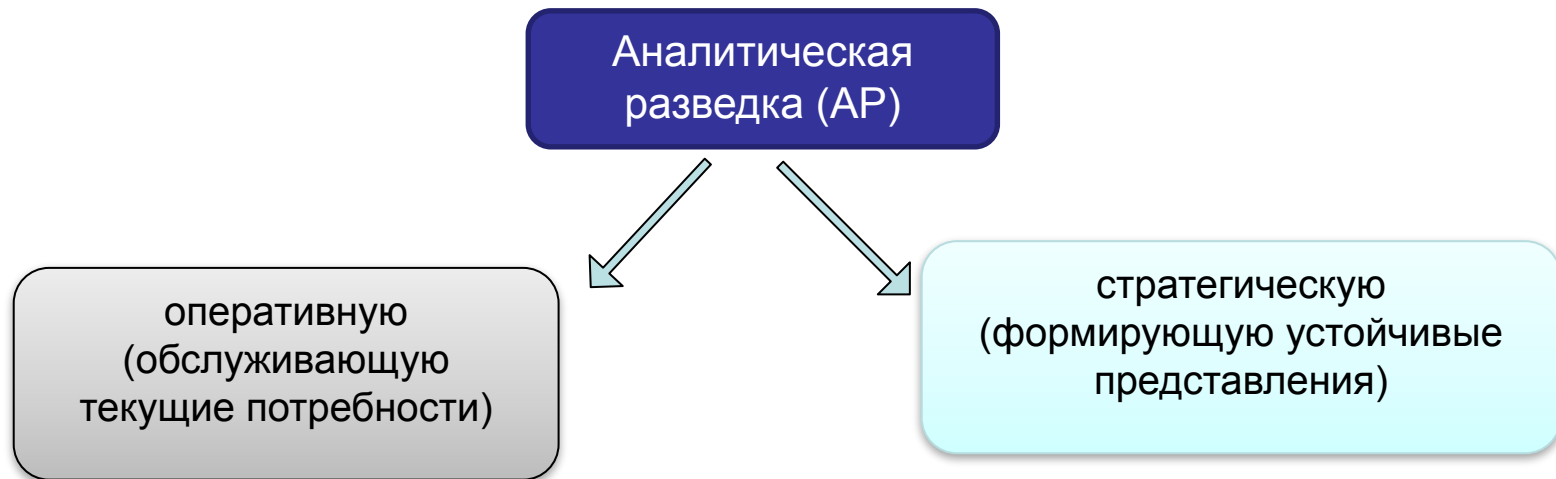 Аналитическая
разведка (АР)
оперативную
(обслуживающую
текущие потребности)
стратегическую
(формирующую устойчивые
представления)